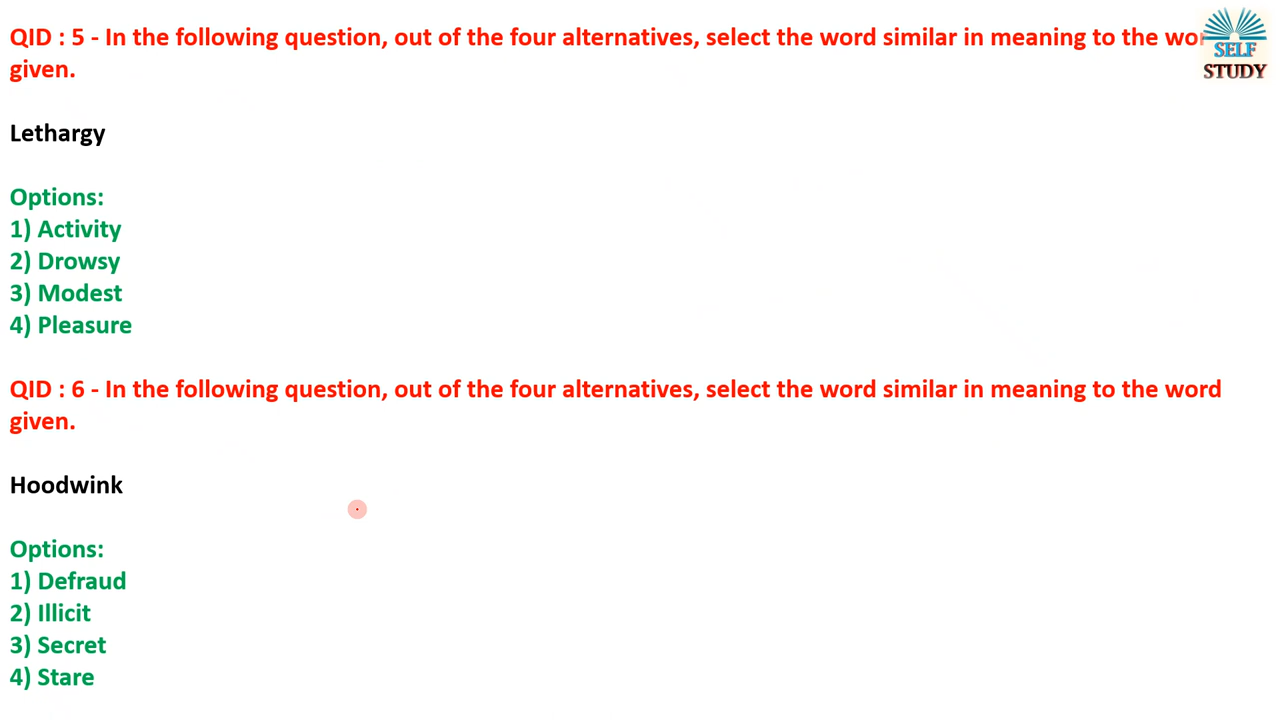 QID : 5 - In the following question, out of the four alternatives, select the word similar in meaning to the
given.
SELF
STUDY
Lethargy
Options:
1) Activity
2) Drowsy
3) Modest
4) Pleasure
QID : 6 - In the following question, out of the four alternatives, select the word similar in meaning to the word
given.
Hoodwink
Options:
1) Defraud
2) Illicit
3) Secret
4) Stare